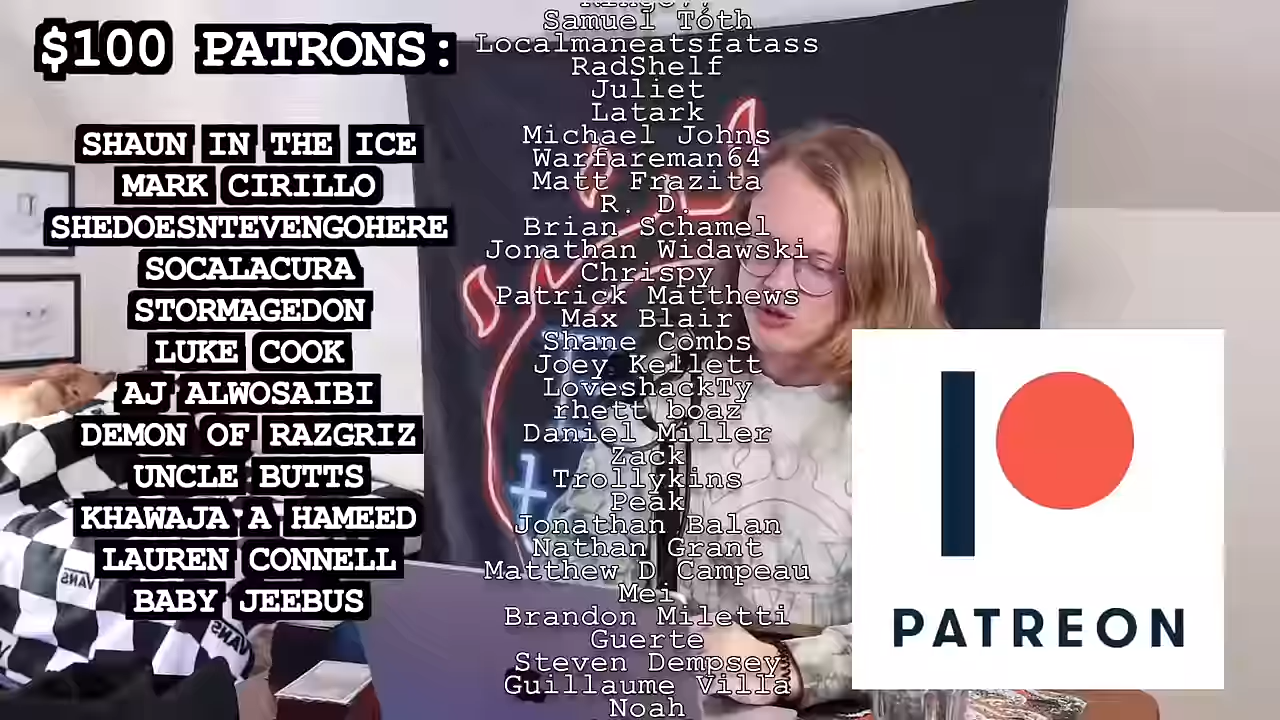 $100 PATRONS:
SHAUN IN THE ICE
MARK CIRILLO
SHEDOESNTEVENGOHERE
SOCALACURA
STORMAGEDON
LUKE COOK
AJ ALWOSAIBI
DEMON OF RAZGRIZ
UNCLE BUTTS
KHAWAJA A HAMEED
LAUREN CONNELL
BABY JEEBUS
Samuel Tóth
Localmaneatsfatass
RadShelf
Juliet
Latark
Michael Johns
Warfareman64
Matt Frazita
R. D.
Brian Schamel
Jonathan Widawski
Chrispy
Patrick Matthews
Max Blair
Shane Combs
Joey Kellett
LoveshackTy
rhett boaz
Daniel Miller
Zack
Trollykins
Peak
Jonathan Balan
Nathan Grant
Matthew D Campeau
Mei
Brandon Miletti
Guerte
Steven Dempsey
Guillaume Villa
Noah
PATREON
VANS
VANS